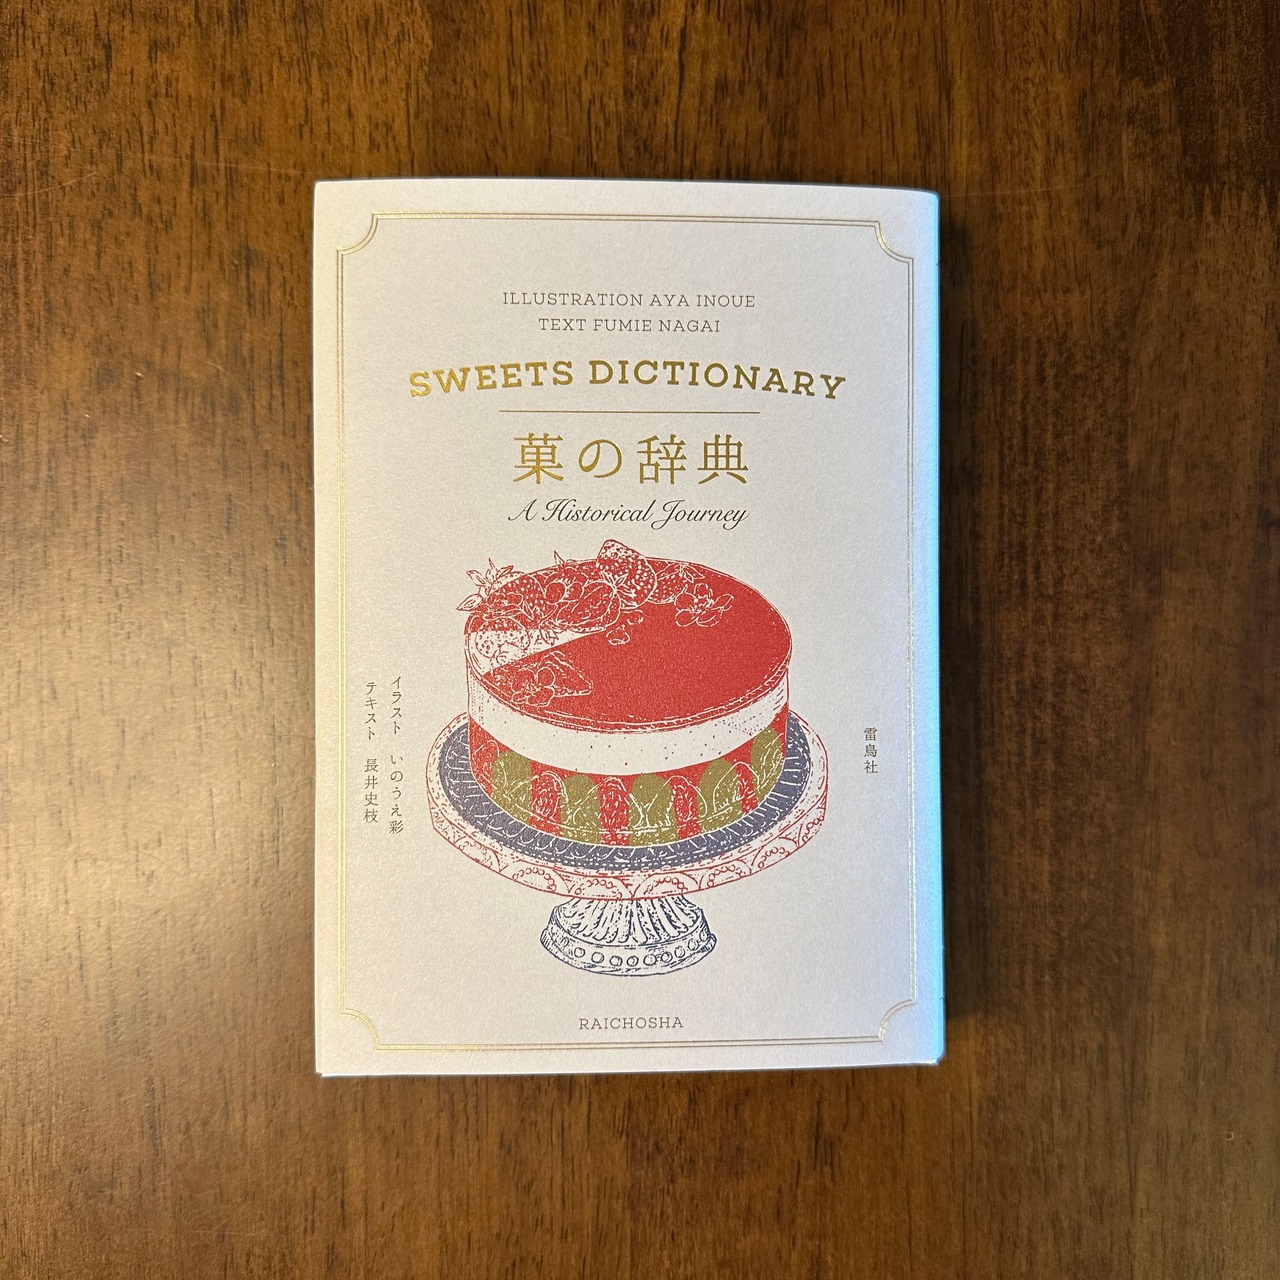 ILLUSTRATION AYA INOUE
TEXT FUMIE NAGAI
SWEETS DICTIONARY
菓の辞典
A Historical Journey
イラスト いのうえ彩
テキスト 長井史枝
雷鳥社
RAICHOSHA